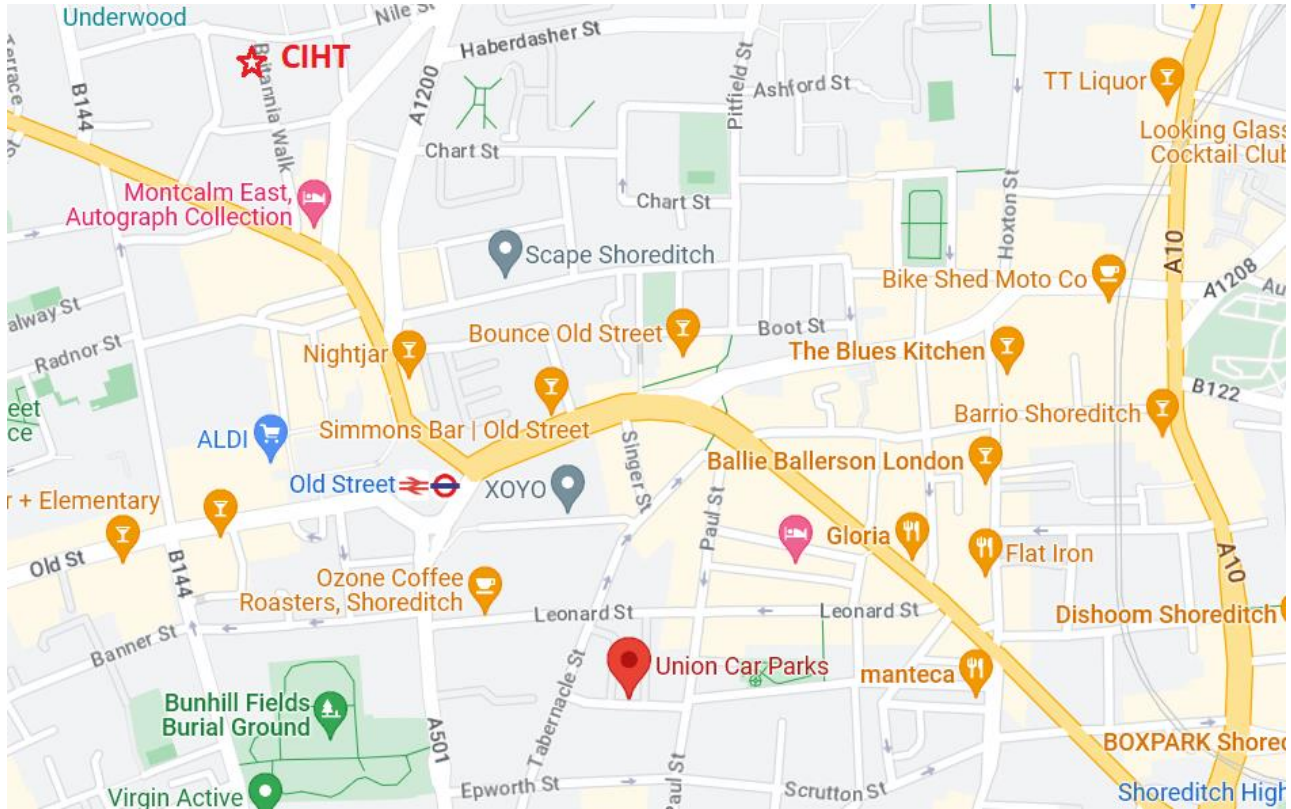 Underwood
Nile St
CIHT
Haberdasher St
Terrace
B144
Britannia Walk
A1200
Pitfield St
Ashford St
TT Liquor
Looking Glass
Cocktail Club
Chart St
Montcalm East,
Autograph Collection
Chart St
Hoxton St
Scape Shoreditch
A10
Bike Shed Moto Co
A1208
Au
alway St
Radnor St
Bounce Old Street
Boot St
Nightjar
The Blues Kitchen
B122
eet
ce
Barrio Shoreditch
ALDI
Simmons Bar | Old Street
Singer St
Ballie Ballerson London
Old Street
XOYO
Paul St
r + Elementary
Gloria
Flat Iron
Old St
B144
A10
Ozone Coffee
Roasters, Shoreditch
Leonard St
Leonard St
Dishoom Shoreditch
Banner St
Union Car Parks
manteca
Bunhill Fields
Burial Ground
A501
Tabernacle St
BOXPARK Shored
Virgin Active
Epworth St
Paul St
Scrutton St
Shoreditch High